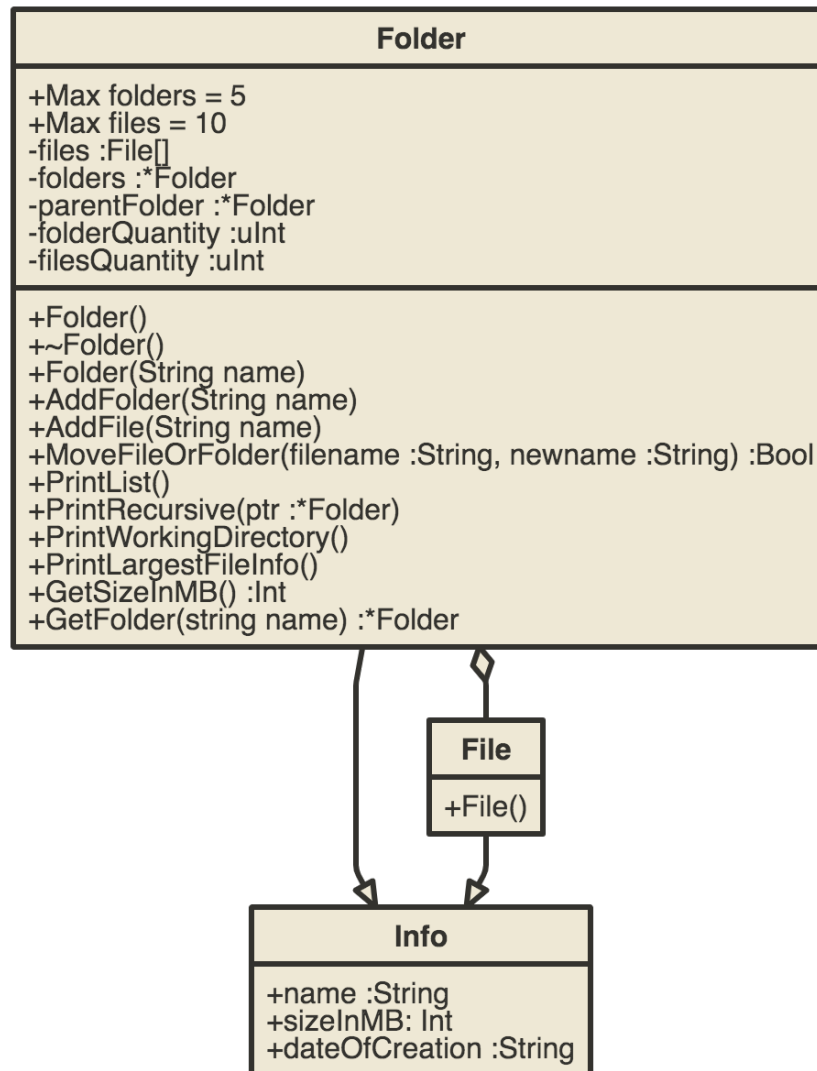 Folder
+Max folders = 5
+Max files = 10
-files :File[]
-folders :*Folder
-parentFolder :*Folder
-folderQuantity :uInt
-filesQuantity :uInt
+Folder()
+~Folder()
+Folder(String name)
+AddFolder(String name)
+AddFile(String name)
+MoveFileOrFolder(filename :String, newname :String) :Bool
+PrintList()
+PrintRecursive(ptr :*Folder)
+PrintWorkingDirectory()
+PrintLargestFileInfo()
+GetSizeInMB() :Int
+GetFolder(string name) :*Folder
File
+File()
Info
+name :String
+sizeInMB: Int
+dateOfCreation :String